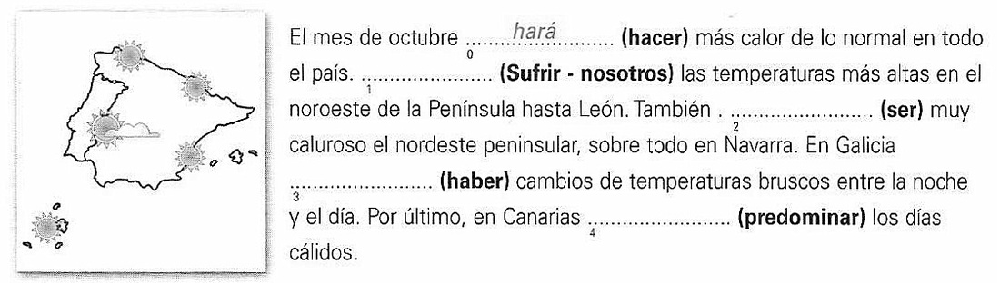 El mes de octubre ........hará........... (hacer) más calor de lo normal en todo
0
el país. ....................... (Sufrir - nosotros) las temperaturas más altas en el
1
noroeste de la Península hasta León. También . ......................... (ser) muy
2
caluroso el nordeste peninsular, sobre todo en Navarra. En Galicia
......................... (haber) cambios de temperaturas bruscos entre la noche
3
y el día. Por último, en Canarias ......................... (predominar) los días
4
cálidos.